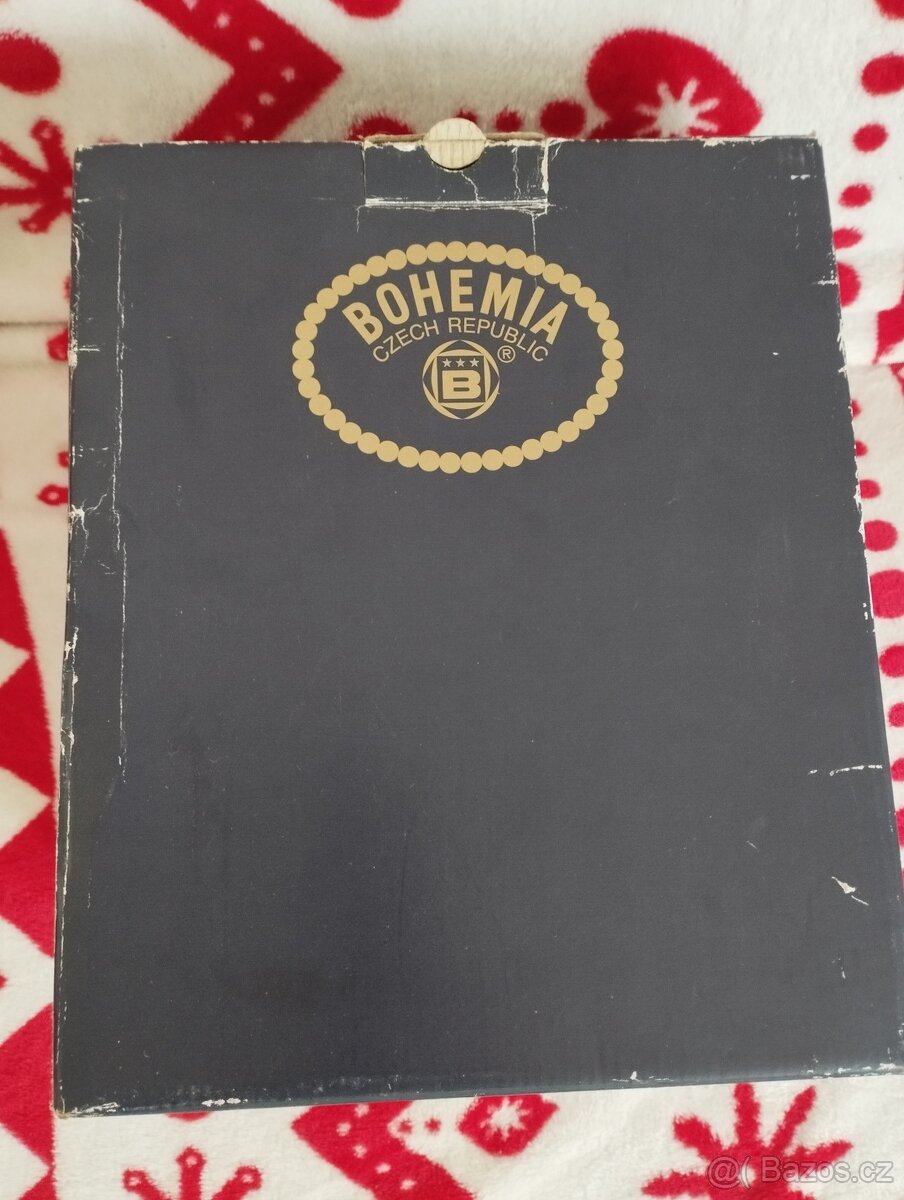 BOHEMIA
CZECH REPUBLIC
®
B
@( Bazos.cz